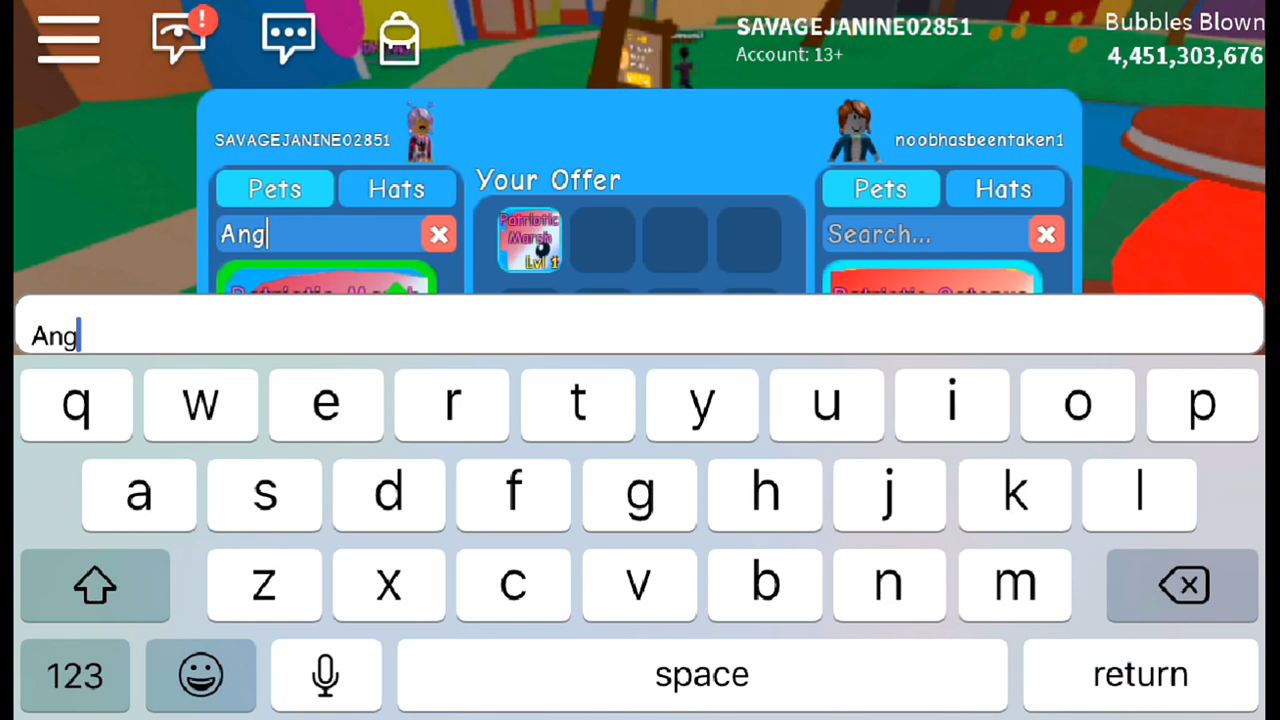 SAVAGEJANINE02851
Account: 13+
Bubbles Blown
4,451,303,676
SAVAGEJANINE02851
noobhasbeentaken1
Pets
Hats
Your Offer
Pets
Hats
Ang
Patriotic
Marsh
Lvl 1
Search...
Ang
q w e r t y u i o p
a s d f g h j k l
z x c v b n m
123
space
return